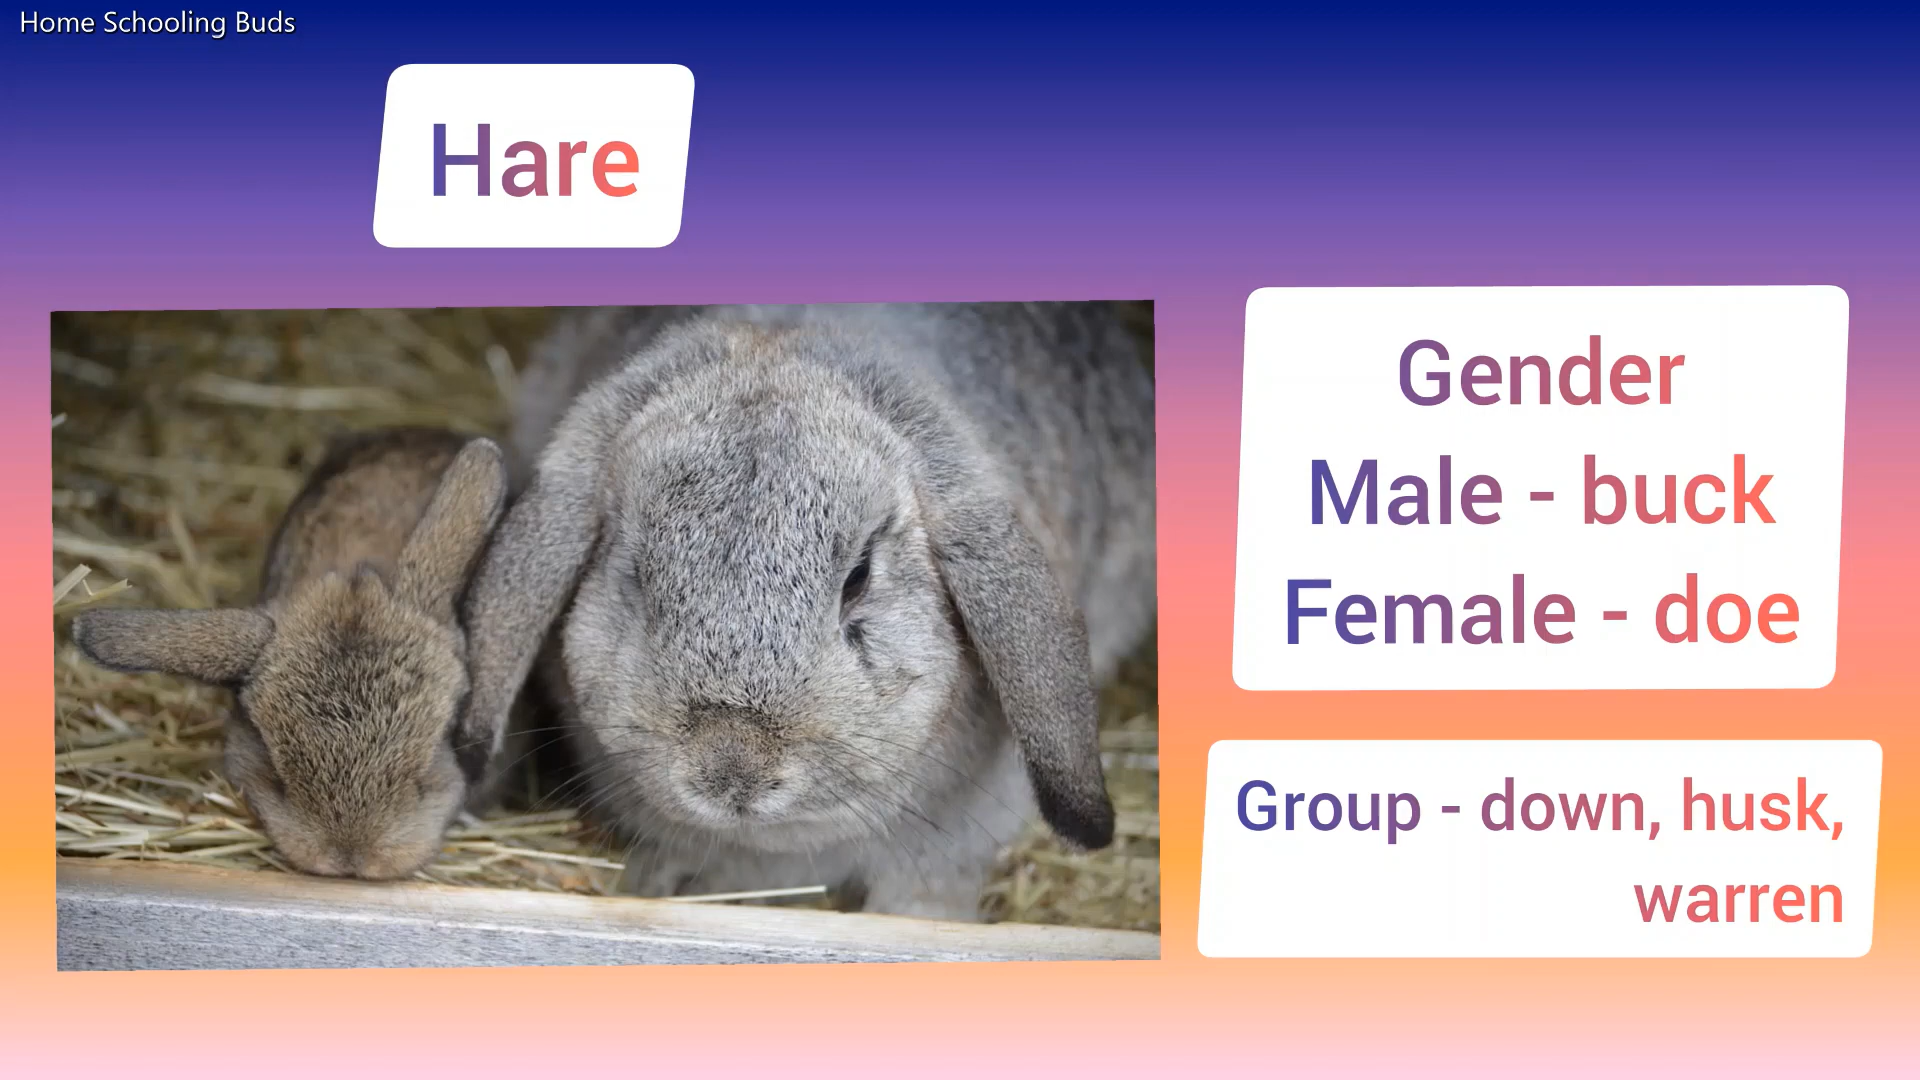 Home Schooling Buds
Hare
Gender
Male - buck
Female - doe
Group - down, husk,
warren